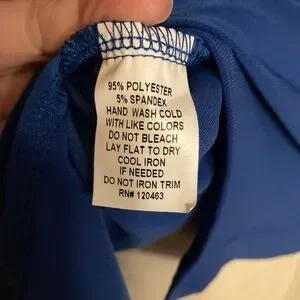 95% POLYESTER
5% SPANDEX
HAND WASH COLD
WITH LIKE COLORS
DO NOT BLEACH
LAY FLAT TO DRY
COOL IRON
IF NEEDED
DO NOT IRON TRIM
RN# 120463